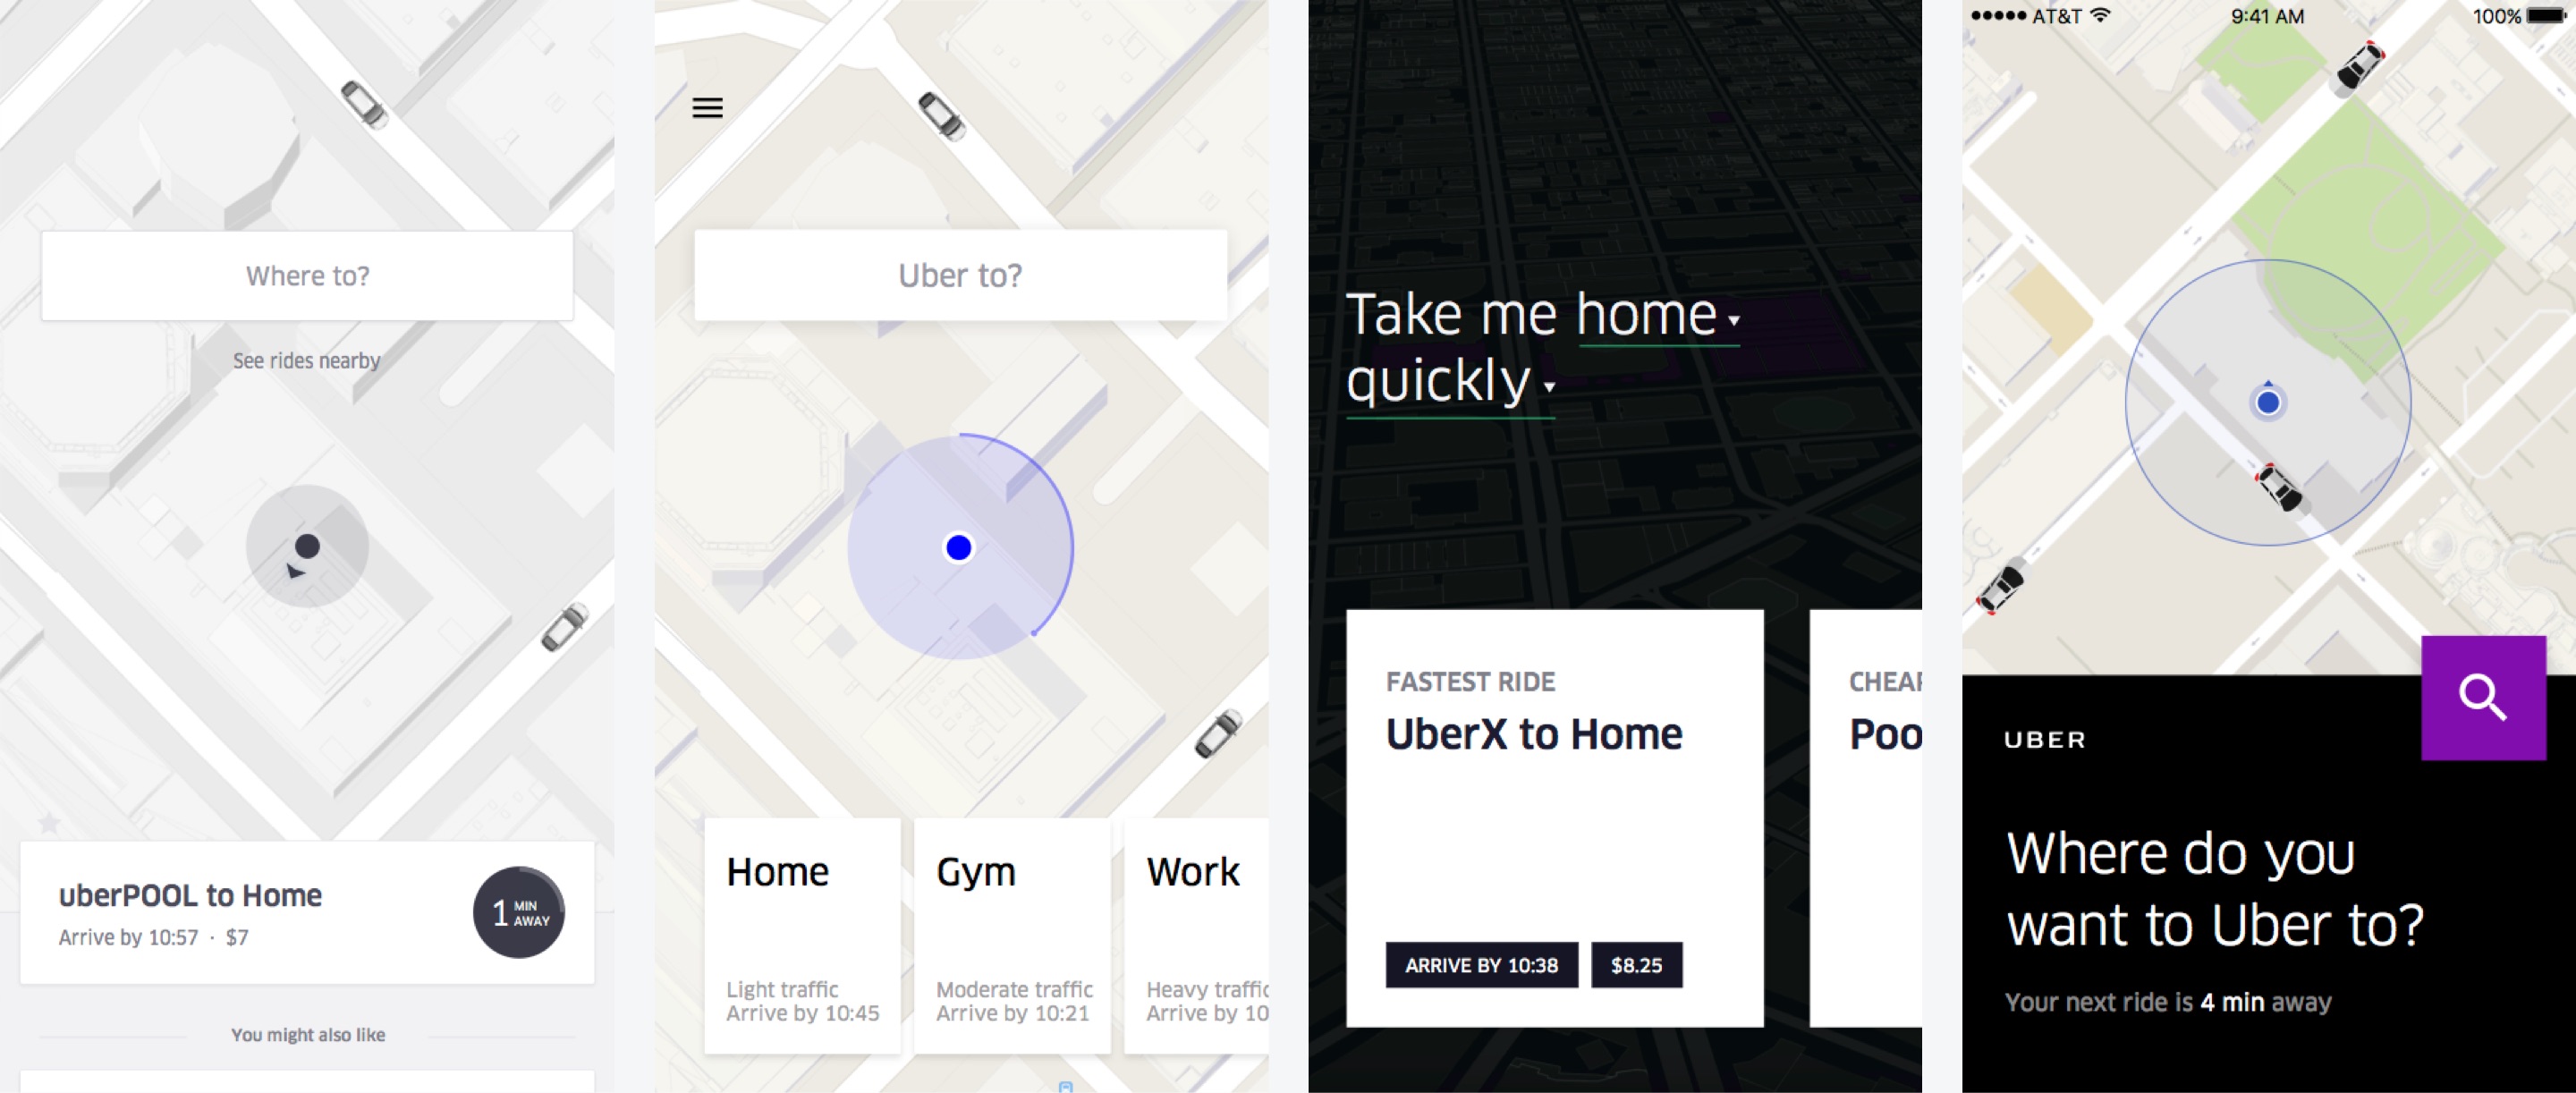 Where to?
See rides nearby
uberPOOL to Home
Arrive by 10:57 · $7
1 MIN AWAY
You might also like
Uber to?
Home
Light traffic
Arrive by 10:45
Gym
Moderate traffic
Arrive by 10:21
Work
Heavy traffic
Arrive by 10
Take me home
quickly
FASTEST RIDE
UberX to Home
ARRIVE BY 10:38
$8.25
CHEAP
Poo
AT&T
9:41 AM
100%
UBER
Where do you
want to Uber to?
Your next ride is 4 min away